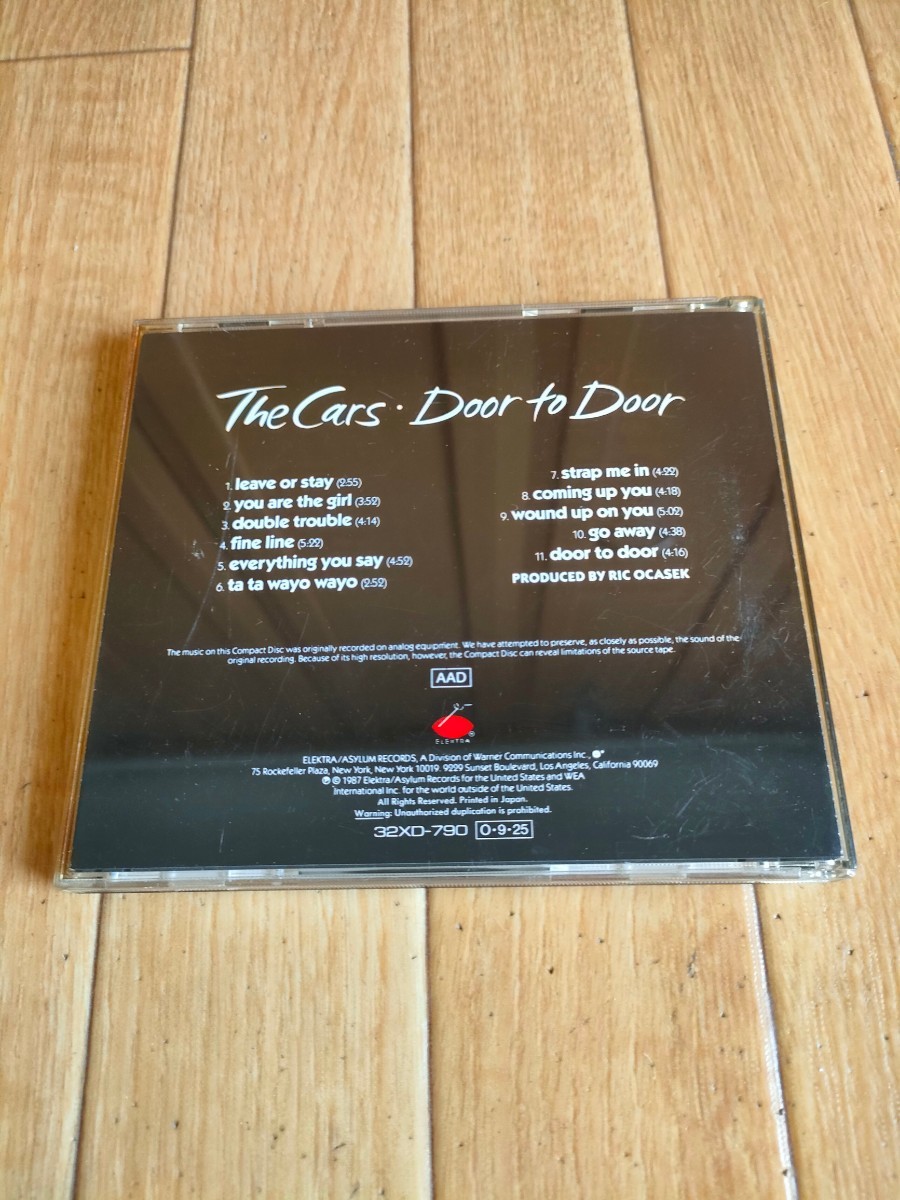 The Cars · Door to Door
1. leave or stay (2:55)
2. you are the girl (3:52)
3. double trouble (4:14)
4. fine line (5:22)
5. everything you say (4:52)
6. ta ta wayo wayo (2:52)
7. strap me in (4:22)
8. coming up you (4:18)
9. wound up on you (5:02)
10. go away (4:38)
11. door to door (4:16)
PRODUCED BY RIC OCASEK
The music on this Compact Disc was originally recorded on analog equipment. We have attempted to preserve, as closely as possible, the sound of the
original recording. Because of its high resolution, however, the Compact Disc can reveal limitations of the source tape.
AAD
ELEKTRA ®
ELEKTRA/ASYLUM RECORDS, A Division of Warner Communications Inc.,
75 Rockefeller Plaza, New York, New York 10019. 9229 Sunset Boulevard, Los Angeles, California 90069
℗ © 1987 Elektra/Asylum Records for the United States and WEA
International Inc. for the world outside of the United States.
All Rights Reserved. Printed in Japan.
Warning: Unauthorized duplication is prohibited.
32XD-790 O·9·25